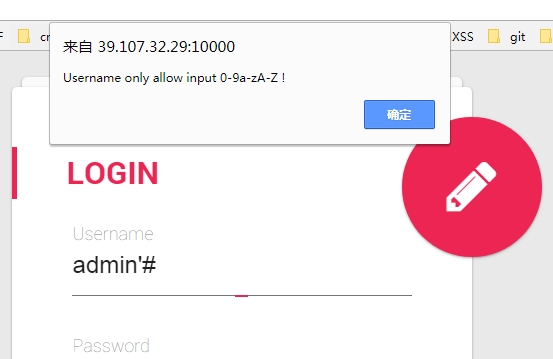 来自 39.107.32.29:10000
XSS
git
Username only allow input 0-9a-zA-Z !
确定
LOGIN
Username
admin'#
Password